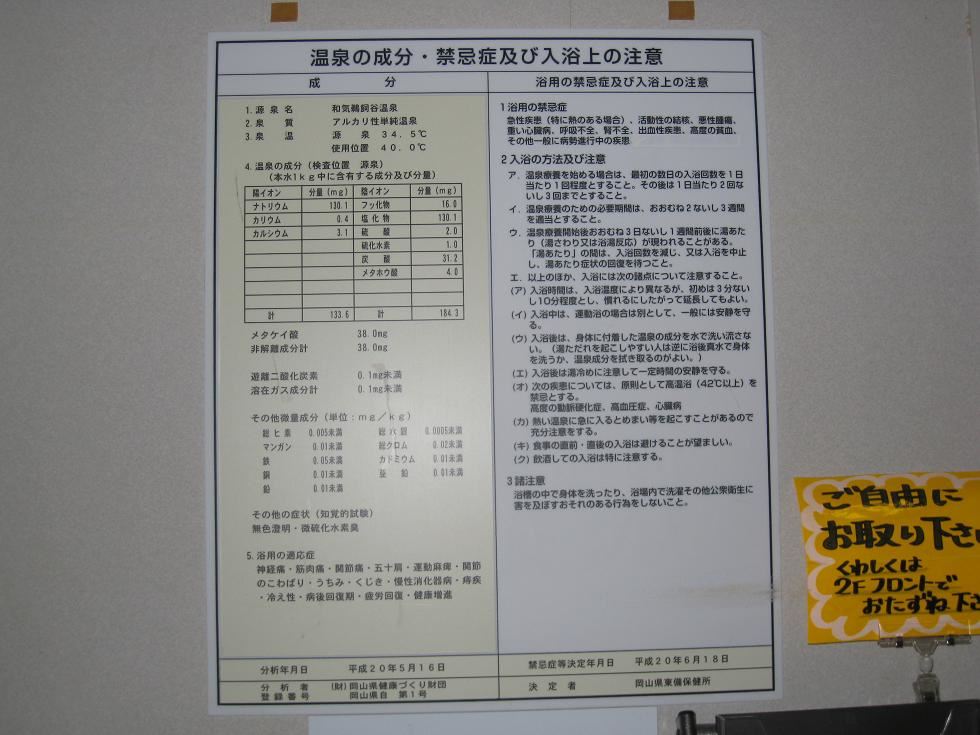 温泉の成分・禁忌症及び入浴上の注意
成　分
1. 源泉名　和気鵜飼谷温泉
2. 泉質　アルカリ性単純温泉
3. 泉温　源泉 34.5℃
使用位置 40.0℃
4. 温泉の成分（検査位置　源泉）
（本水1kg中に含有する成分及び分量）
陽イオン　分量（mg）　陰イオン　分量（mg）
ナトリウム　130.1　フッ化物　16.0
カリウム　0.4　塩化物　130.1
カルシウム　3.1　硫酸　2.0
硫化水素　1.0
炭酸　31.2
メタホウ酸　4.0
計　133.6　計　184.3
メタケイ酸　38.0mg
非解離成分計　38.0mg
遊離二酸化炭素　0.1mg未満
溶在ガス成分計　0.1mg未満
その他微量成分（単位：mg／kg）
総ヒ素　0.005未満　総水銀　0.0005未満
マンガン　0.01未満　総クロム　0.02未満
鉄　0.05未満　カドミウム　0.01未満
銅　0.01未満　亜鉛　0.01未満
鉛　0.01未満
その他の症状（知覚的試験）
無色澄明・微硫化水素臭
5. 浴用の適応症
神経痛・筋肉痛・関節痛・五十肩・運動麻痺・関節
のこわばり・うちみ・くじき・慢性消化器病・痔疾
・冷え性・病後回復期・疲労回復・健康増進
分析年月日　平成20年5月16日
分析者　(財)岡山県健康づくり財団
登録番号　岡山県自　第1号
浴用の禁忌症及び入浴上の注意
1 浴用の禁忌症
急性疾患（特に熱のある場合）、活動性の結核、悪性腫瘍、
重い心臓病、呼吸不全、腎不全、出血性疾患、高度の貧血、
その他一般に病勢進行中の疾患
2 入浴の方法及び注意
ア．温泉療養を始める場合は、最初の数日の入浴回数を1日
当たり1回程度とすること。その後は1日当たり2回な
いし3回までとすること。
イ．温泉療養のための必要期間は、おおむね2ないし3週間
を適当とすること。
ウ．温泉療養開始後おおむね3日ないし1週間前後に湯あた
り（湯さわり又は浴湯反応）が現われることがある。
「湯あたり」の間は、入浴回数を減じ、又は入浴を中止
し、湯あたり症状の回復を待つこと。
エ．以上のほか、入浴には次の諸点について注意すること。
（ア）入浴時間は、入浴温度により異なるが、初めは3分ない
し10分程度とし、慣れるにしたがって延長してもよい。
（イ）入浴中は、運動浴の場合は別として、一般には安静を守
る。
（ウ）入浴後は、身体に付着した温泉の成分を水で洗い流さな
い。（湯ただれを起こしやすい人は逆に浴後真水で身体
を洗うか、温泉成分を拭き取るのがよい。）
（エ）入浴後は湯冷めに注意して一定時間の安静を守る。
（オ）次の疾患については、原則として高温浴（42℃以上）を
禁忌とする。
高度の動脈硬化症、高血圧症、心臓病
（カ）熱い温泉に急に入るとめまい等を起こすことがあるので
充分注意をする。
（キ）食事の直前・直後の入浴は避けることが望ましい。
（ク）飲酒しての入浴は特に注意する。
3 諸注意
浴槽の中で身体を洗ったり、浴場内で洗濯その他公衆衛生に
害を及ぼすおそれのある行為をしないこと。
禁忌症等決定年月日　平成20年6月18日
決定者　岡山県東備保健所
ご自由に
お取り下さい
くわしくは
2Fフロントで
おたずね下さ